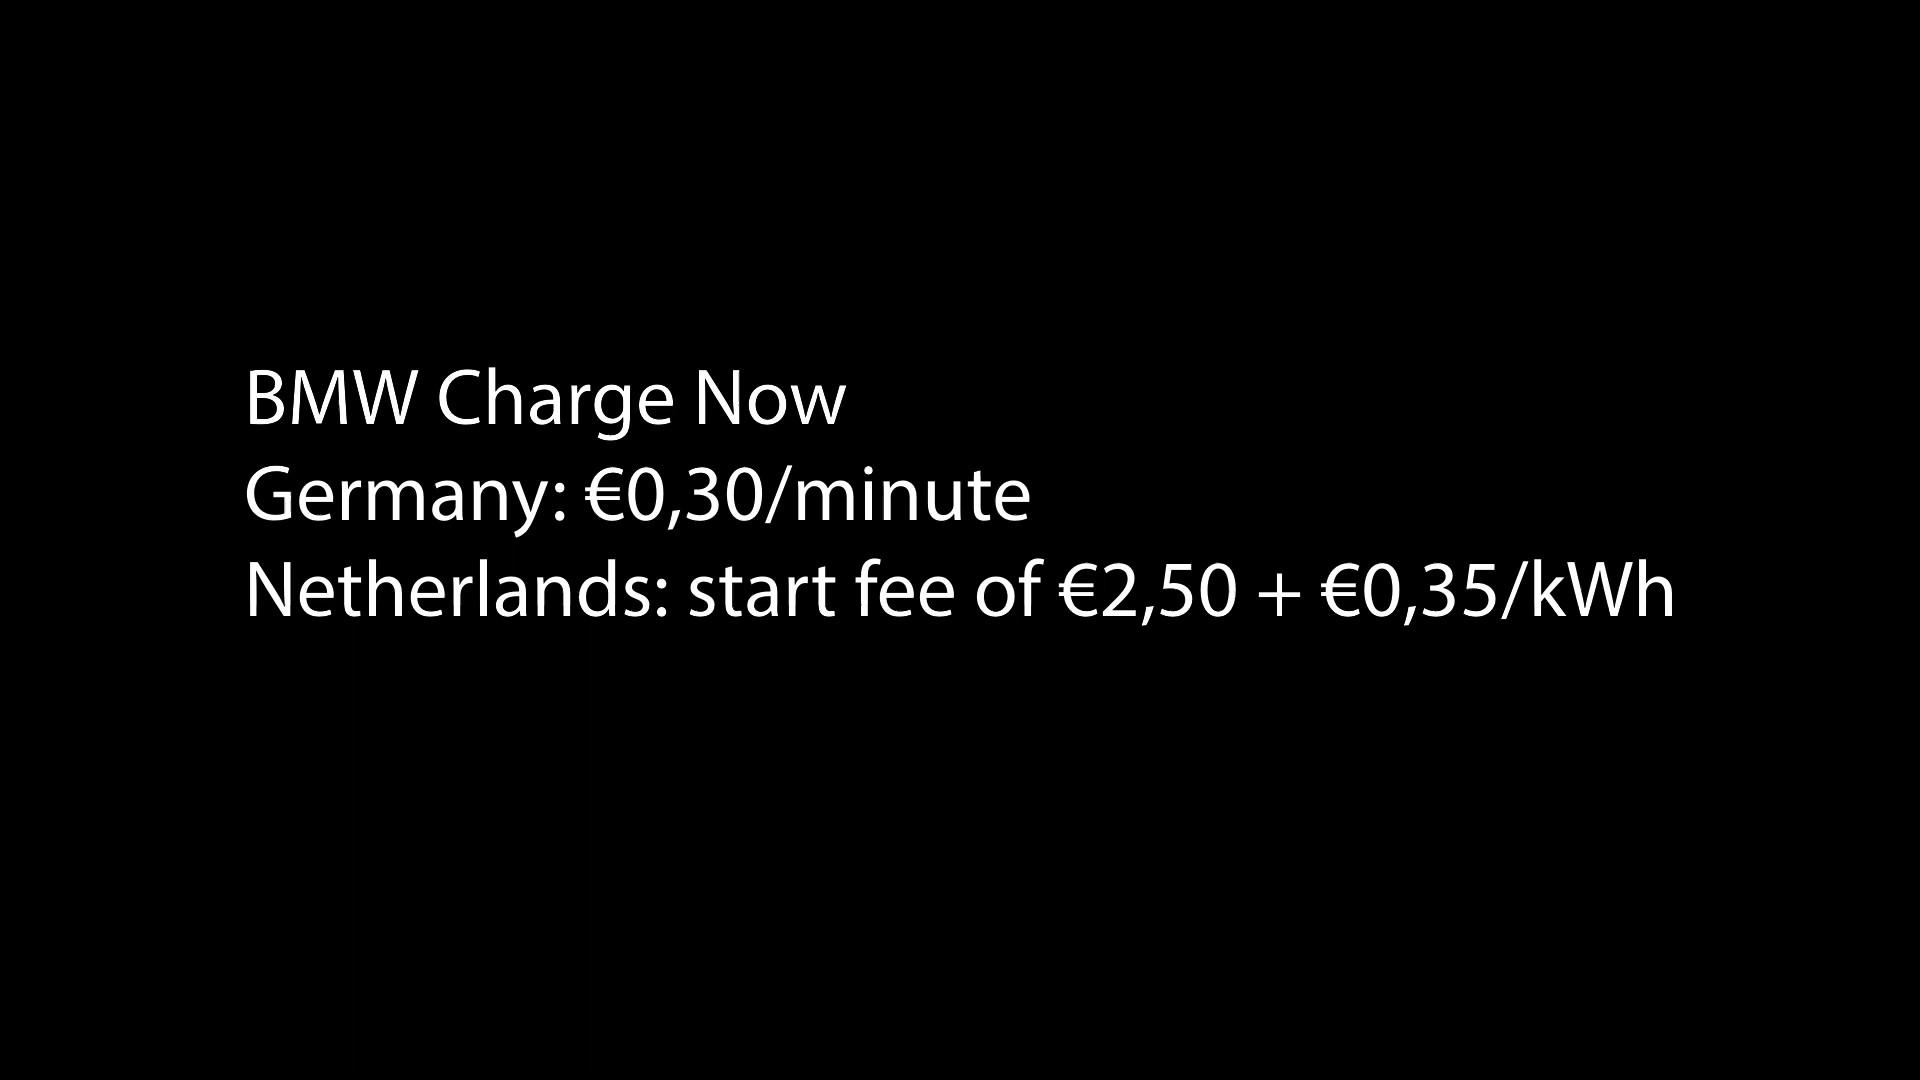 BMW Charge Now
Germany: €0,30/minute
Netherlands: start fee of €2,50 + €0,35/kWh